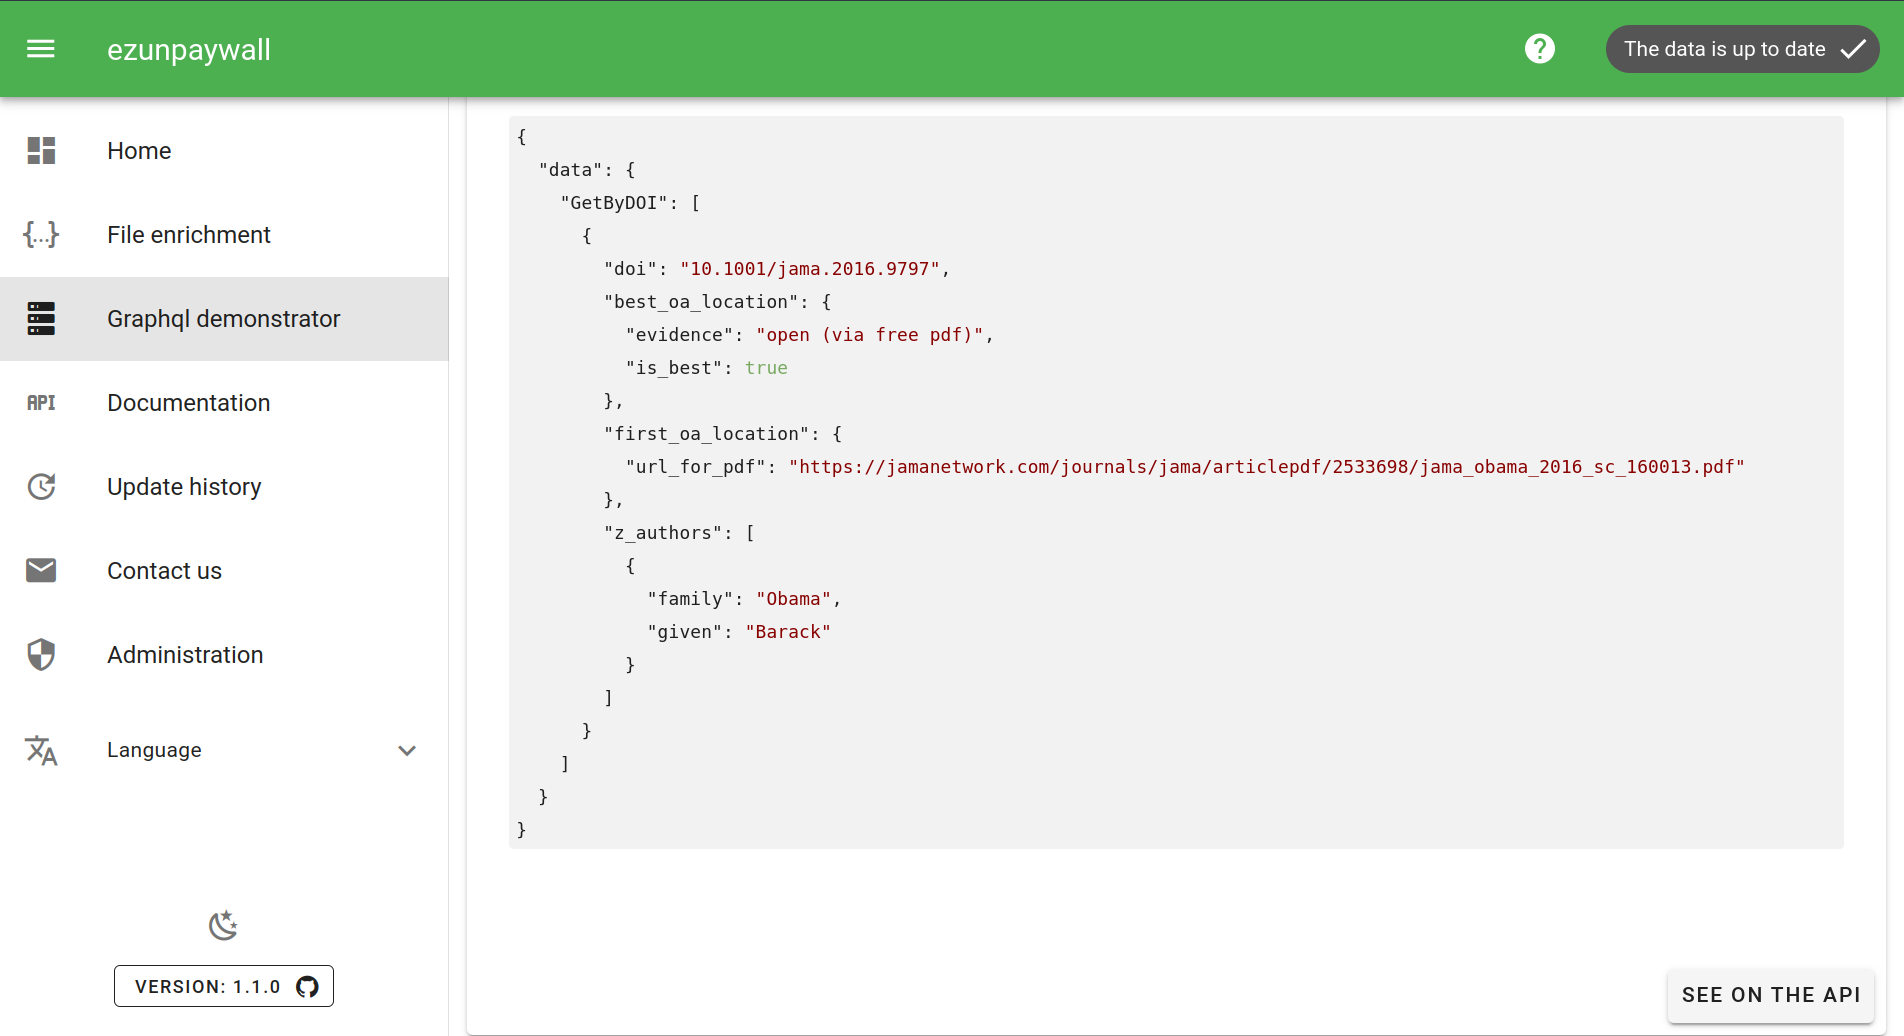 ezunpaywall
The data is up to date
Home
{...} File enrichment
Graphql demonstrator
API Documentation
Update history
Contact us
Administration
Language
VERSION: 1.1.0
{
  "data": {
    "GetByDOI": [
      {
        "doi": "10.1001/jama.2016.9797",
        "best_oa_location": {
          "evidence": "open (via free pdf)",
          "is_best": true
        },
        "first_oa_location": {
          "url_for_pdf": "https://jamanetwork.com/journals/jama/articlepdf/2533698/jama_obama_2016_sc_160013.pdf"
        },
        "z_authors": [
          {
            "family": "Obama",
            "given": "Barack"
          }
        ]
      }
    ]
  }
}
SEE ON THE API